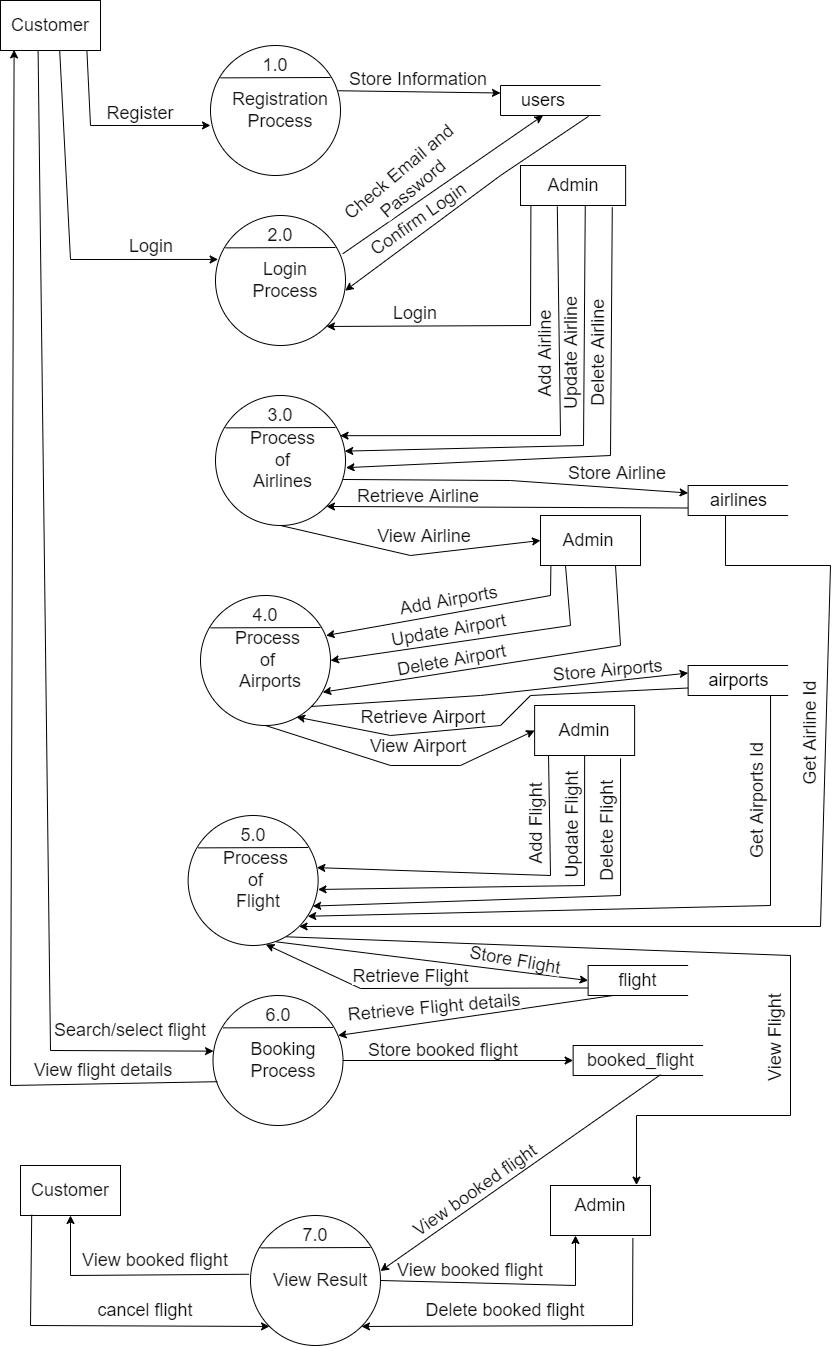 Customer
1.0
Registration
Process
Store Information
users
Register
Check Email and
Password
Confirm Login
Admin
2.0
Login
Process
Login
Login
Add Airline
Update Airline
Delete Airline
3.0
Process
of
Airlines
Store Airline
Retrieve Airline
airlines
View Airline
Admin
4.0
Process
of
Airports
Add Airports
Update Airport
Delete Airport
Store Airports
airports
Retrieve Airport
View Airport
Admin
Get Airline Id
Get Airports Id
Add Flight
Update Flight
Delete Flight
5.0
Process
of
Flight
Store Flight
Retrieve Flight
flight
Retrieve Flight details
View Flight
6.0
Booking
Process
Search/select flight
View flight details
Store booked flight
booked_flight
View booked flight
Customer
Admin
7.0
View Result
View booked flight
View booked flight
cancel flight
Delete booked flight